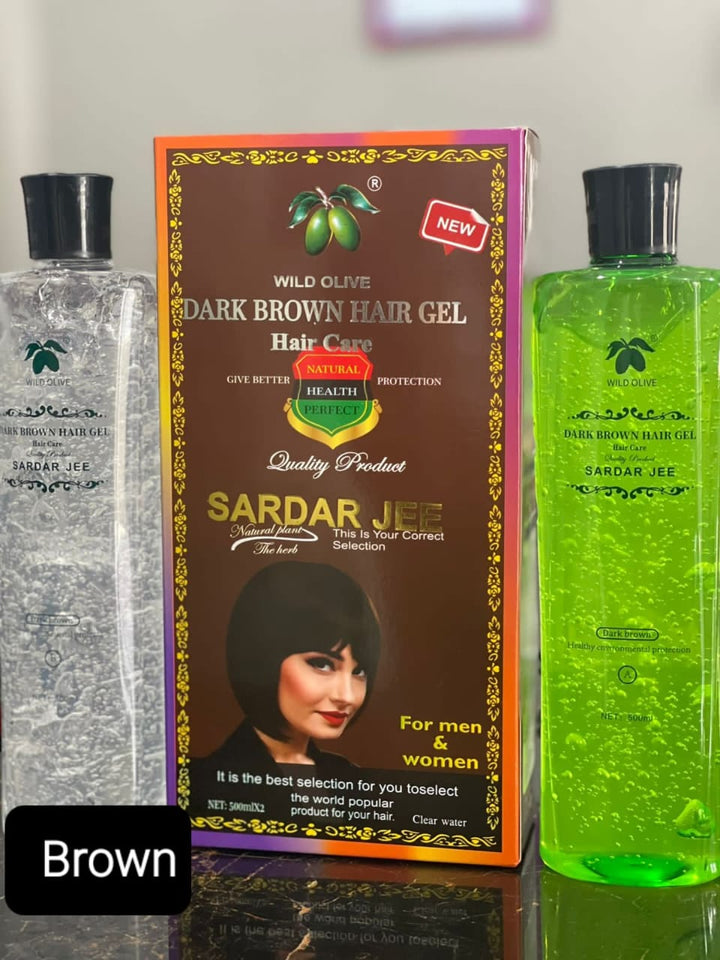 ®
NEW
WILD OLIVE
DARK BROWN HAIR GEL
Hair Care
GIVE BETTER
NATURAL
HEALTH
PERFECT
PROTECTION
Quality Product
SARDAR JEE
Natural plant
The herb
This Is Your Correct
Selection
For men
&
women
It is the best selection for you toselect
the world popular
product for your hair.
NET: 500mlX2
Clear water
WILD OLIVE
DARK BROWN HAIR GEL
Hair Care
Quality Product
SARDAR JEE
Dark brown
WILD OLIVE
DARK BROWN HAIR GEL
Hair Care
Quality Product
SARDAR JEE
Dark brown
Healthy environmental protection
A
NET: 500ml
Brown